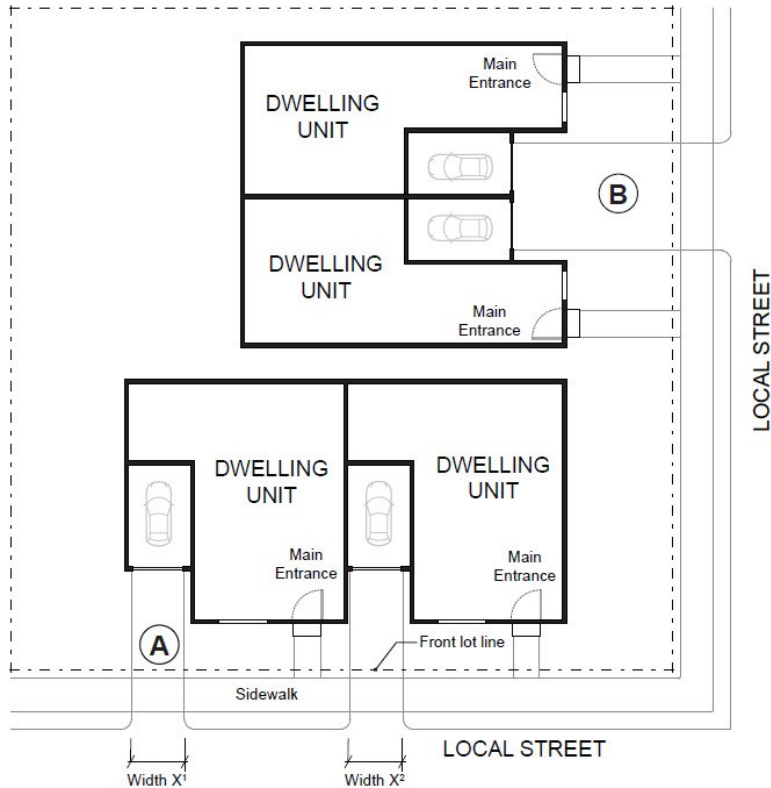 Main
Entrance
DWELLING
UNIT
B
DWELLING
UNIT
Main
Entrance
LOCAL STREET
DWELLING
UNIT
DWELLING
UNIT
Main
Entrance
Main
Entrance
A
Front lot line
Sidewalk
LOCAL STREET
Width X¹
Width X²